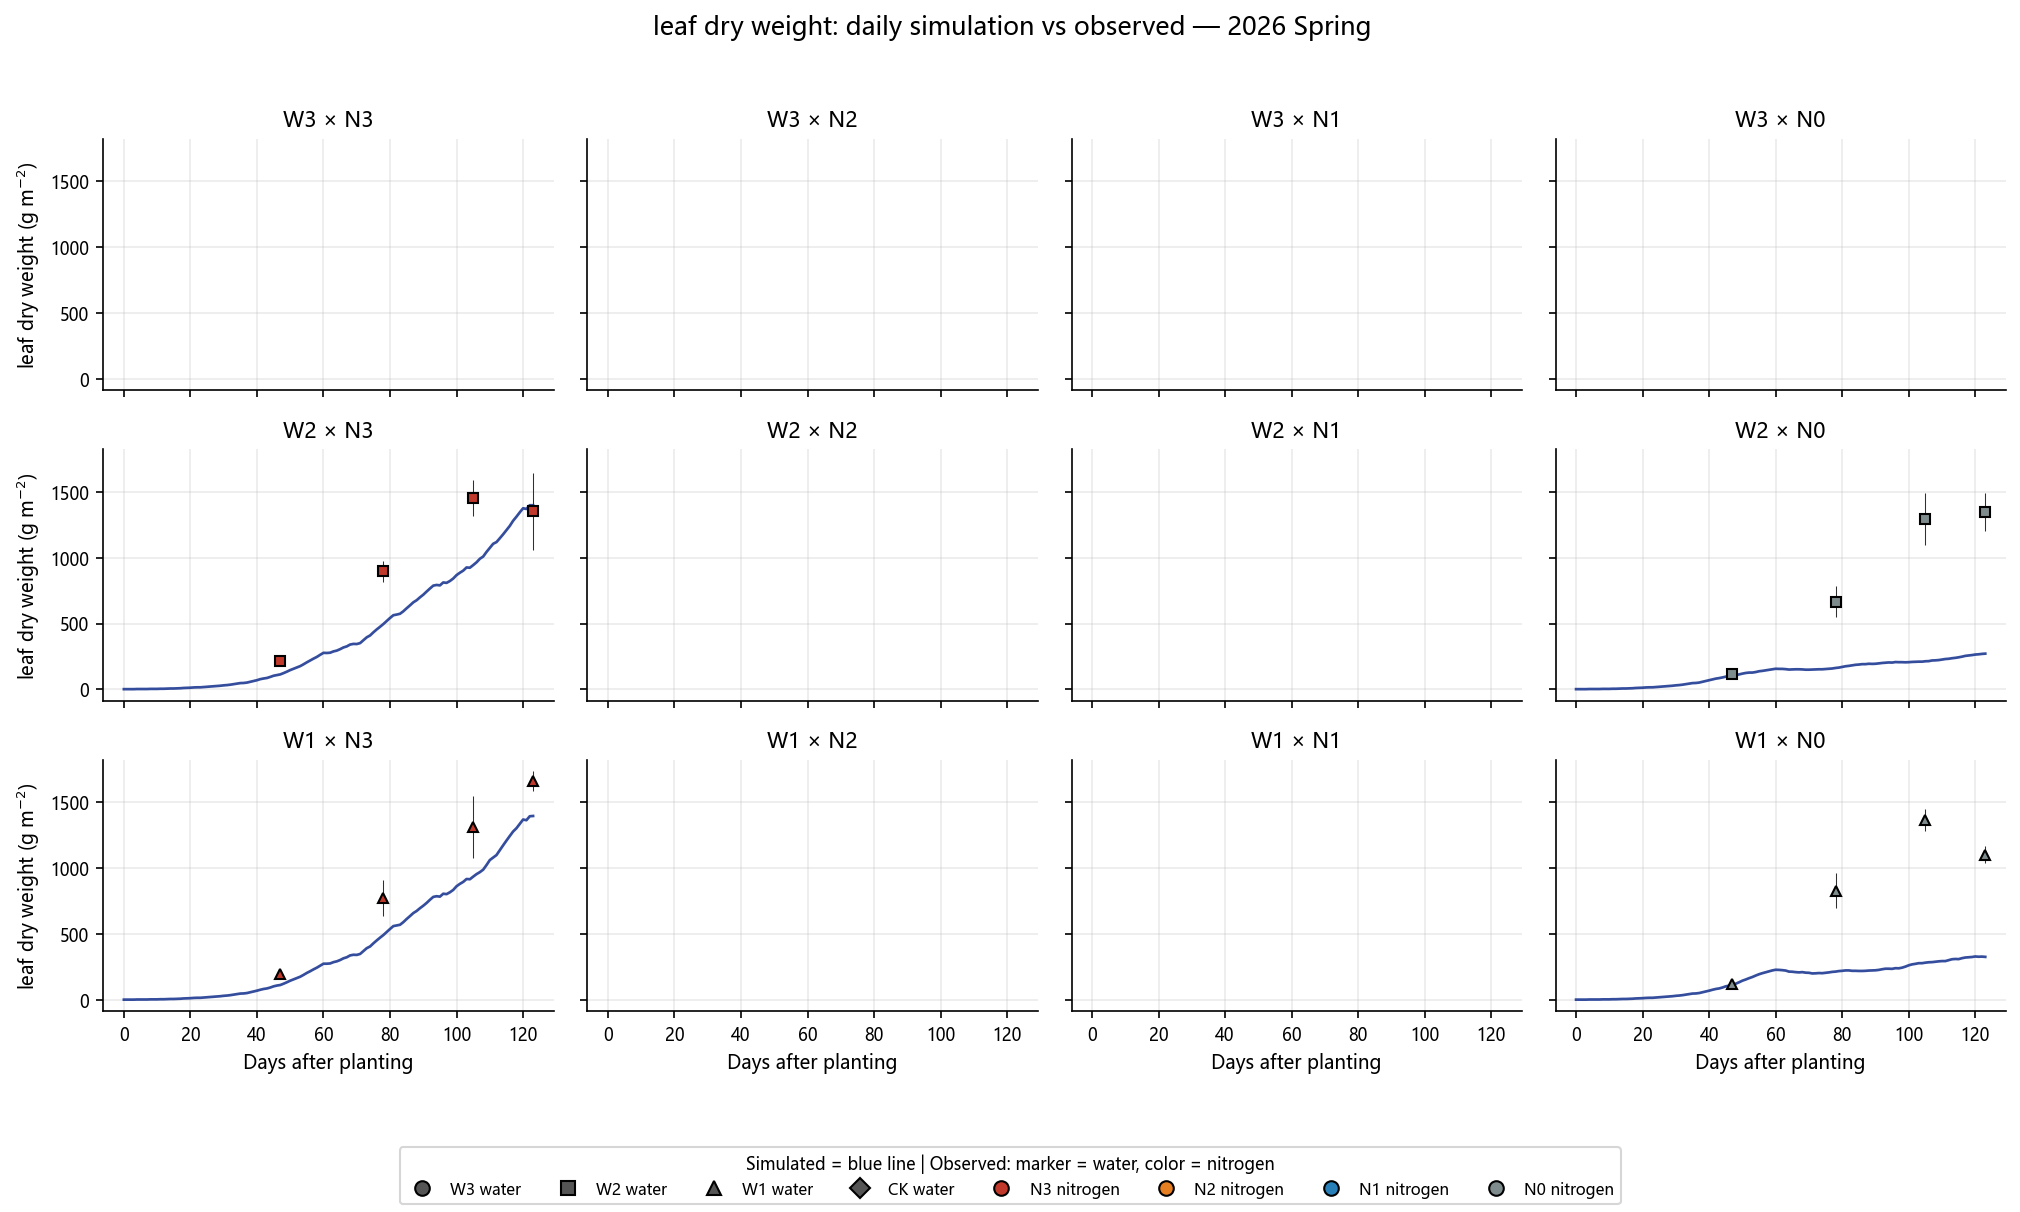 leaf dry weight: daily simulation vs observed — 2026 Spring
W3 × N3
W3 × N2
W3 × N1
W3 × N0
leaf dry weight (g m⁻²)
1500
1000
500
0
W2 × N3
W2 × N2
W2 × N1
W2 × N0
leaf dry weight (g m⁻²)
1500
1000
500
0
W1 × N3
W1 × N2
W1 × N1
W1 × N0
leaf dry weight (g m⁻²)
1500
1000
500
0
0 20 40 60 80 100 120
0 20 40 60 80 100 120
0 20 40 60 80 100 120
0 20 40 60 80 100 120
Days after planting
Days after planting
Days after planting
Days after planting
Simulated = blue line | Observed: marker = water, color = nitrogen
W3 water W2 water W1 water CK water N3 nitrogen N2 nitrogen N1 nitrogen N0 nitrogen